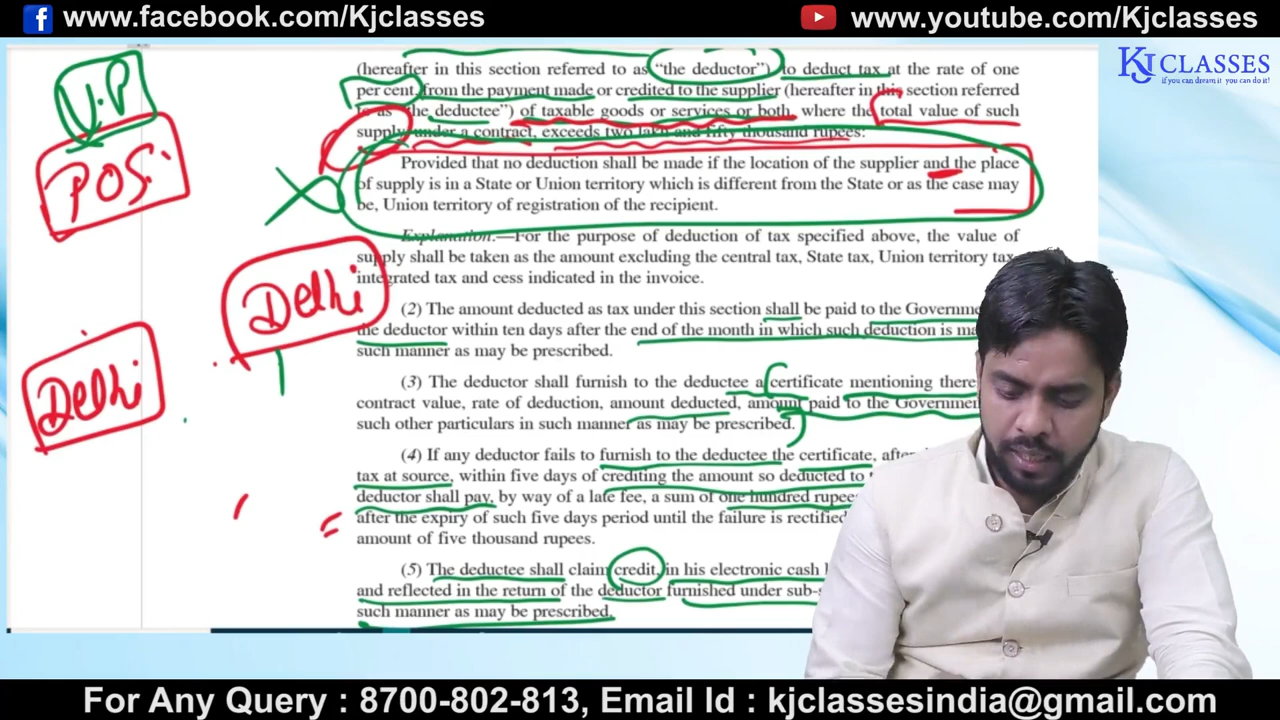 www.facebook.com/Kjclasses
www.youtube.com/Kjclasses
KJ CLASSES
if you can dream it you can do it!
U.P
POS.
Delhi
Delhi
(hereafter in this section referred to as “the deductor”) to deduct tax at the rate of one
per cent. from the payment made or credited to the supplier (hereafter in this section referred
to as “the deductee”) of taxable goods or services or both, where the total value of such
supply, under a contract, exceeds two lakh and fifty thousand rupees:
Provided that no deduction shall be made if the location of the supplier and the place
of supply is in a State or Union territory which is different from the State or as the case may
be, Union territory of registration of the recipient.
Explanation.—For the purpose of deduction of tax specified above, the value of
supply shall be taken as the amount excluding the central tax, State tax, Union territory tax,
integrated tax and cess indicated in the invoice.
(2) The amount deducted as tax under this section shall be paid to the
the deductor within ten days after the end of the month in which such deduction is
such manner as may be prescribed.
(3) The deductor shall furnish to the deductee a certificate mentioning
contract value, rate of deduction, amount deducted, amount paid to the
such other particulars in such manner as may be prescribed.
(4) If any deductor fails to furnish to the deductee the certificate,
tax at source, within five days of crediting the amount so deducted to
deductor shall pay, by way of a late fee, a sum of one hundred
after the expiry of such five days period until the failure is rectified
amount of five thousand rupees.
(5) The deductee shall claim credit, in his electronic cash
and reflected in the return of the deductor furnished under
such manner as may be prescribed.
For Any Query : 8700-802-813, Email Id : kjclassesindia@gmail.com